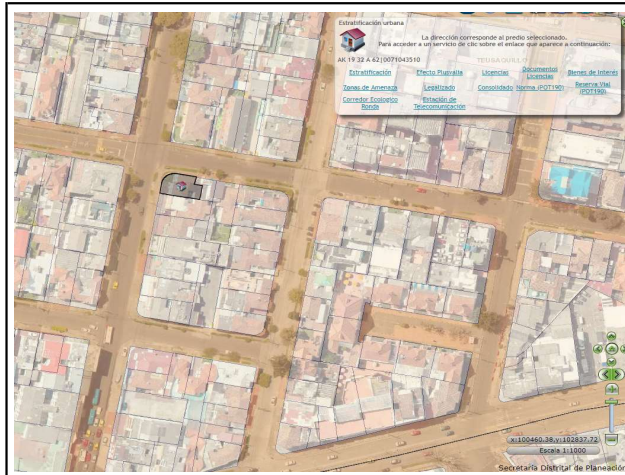 Estratificación urbana
La dirección corresponde al predio seleccionado.
Para acceder a un servicio de clic sobre el enlace que aparece a continuación:
AK 19 32 A 62|0071043510 TEUSAQUILLO
Estratificación Efecto Plusvalía Licencias Documentos Licencias Bienes de Interés
Zonas de Amenaza Legalizado Consolidado Norma (POT190) Reserva Vial (POT190)
Corredor Ecologico Ronda Estación de Telecomunicación
x:100460.38,y:102837.72
Escala 1:1000
Secretaría Distrital de Planeación